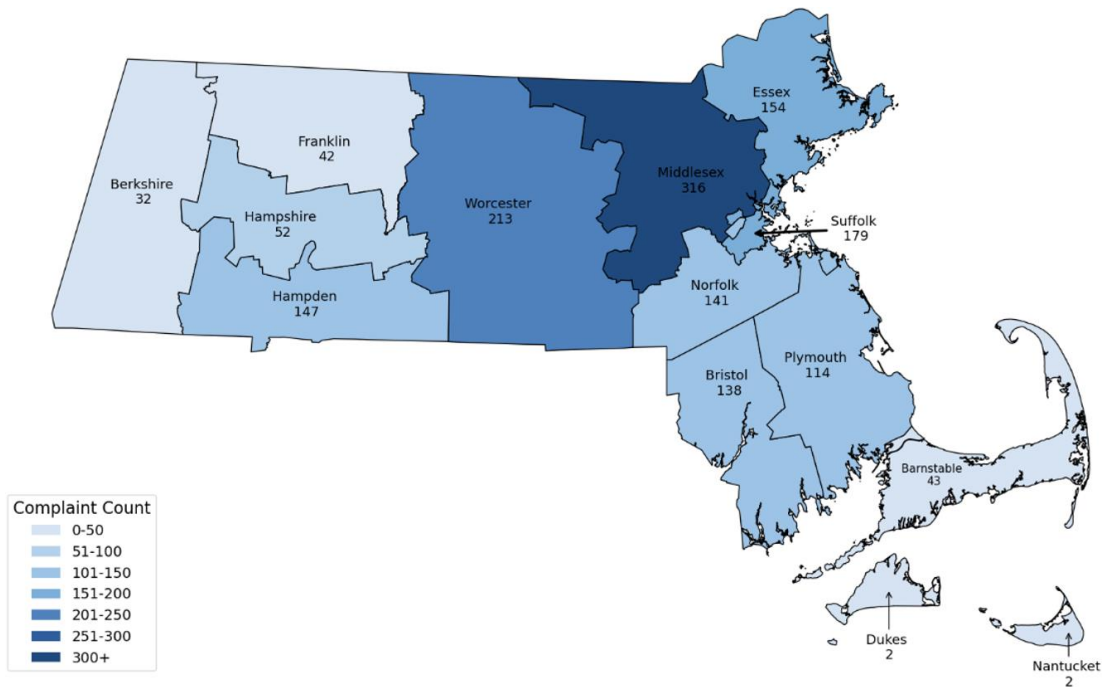 Essex
154
Franklin
42
Middlesex
316
Berkshire
32
Worcester
213
Hampshire
52
Suffolk
179
Norfolk
141
Hampden
147
Plymouth
114
Bristol
138
Barnstable
43
Complaint Count
0-50
51-100
101-150
151-200
201-250
251-300
300+
Dukes
2
Nantucket
2